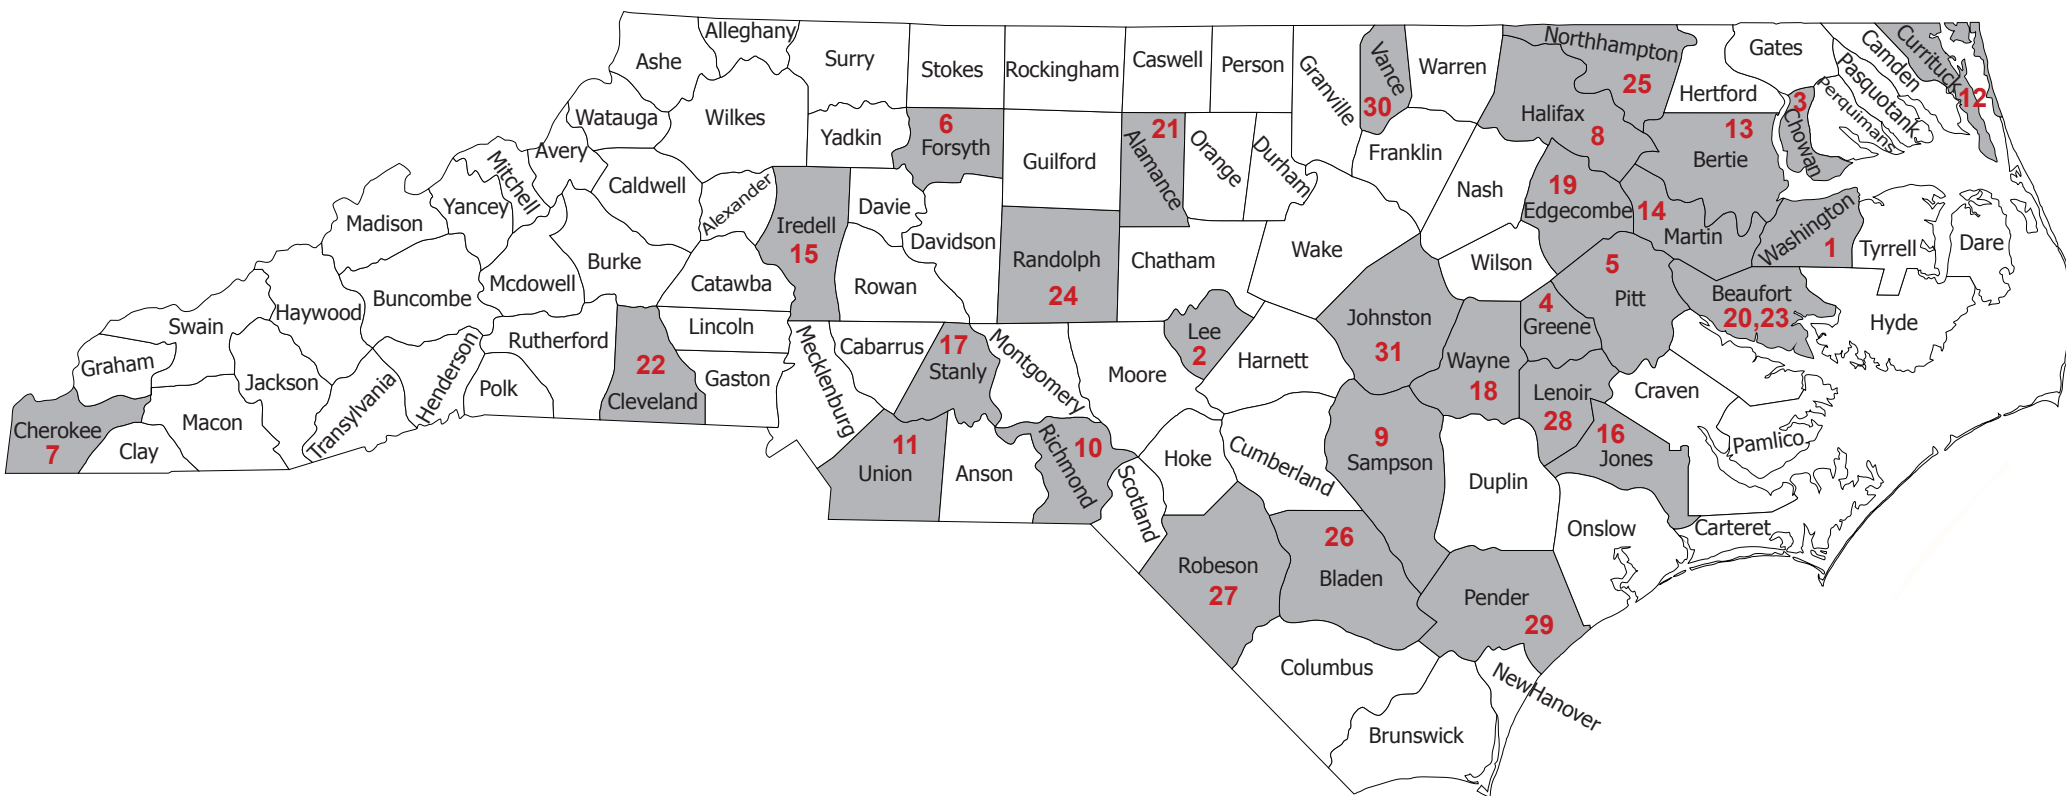 Alleghany
Ashe
Surry
Stokes
Rockingham
Caswell
Person
Granville
Vance
30
Warren
Northhampton
25
Gates
Camden
Currituck
12
Pasquotank
Perquimans
Hertford
3
Chowan
Watauga
Wilkes
Yadkin
6
Forsyth
Guilford
21
Alamance
Orange
Durham
Franklin
Halifax
8
13
Bertie
Mitchell
Avery
Caldwell
Alexander
Iredell
15
Davie
Davidson
Randolph
24
Chatham
Wake
Nash
19
Edgecombe
14
Martin
Washington
1
Tyrrell
Dare
Madison
Yancey
Burke
Catawba
Rowan
Wilson
5
Pitt
Beaufort
20,23
Hyde
Swain
Haywood
Buncombe
Mcdowell
Rutherford
Lincoln
22
Cleveland
Gaston
Mecklenburg
Cabarrus
17
Stanly
Montgomery
Moore
Lee
2
Harnett
Johnston
31
Wayne
18
4
Greene
Lenoir
28
Craven
Graham
Jackson
Transylvania
Henderson
Polk
Cherokee
7
Clay
Macon
11
Union
Anson
Richmond
10
Scotland
Hoke
Cumberland
9
Sampson
Duplin
16
Jones
Pamlico
Onslow
Carteret
Robeson
27
26
Bladen
Pender
29
Columbus
NewHanover
Brunswick